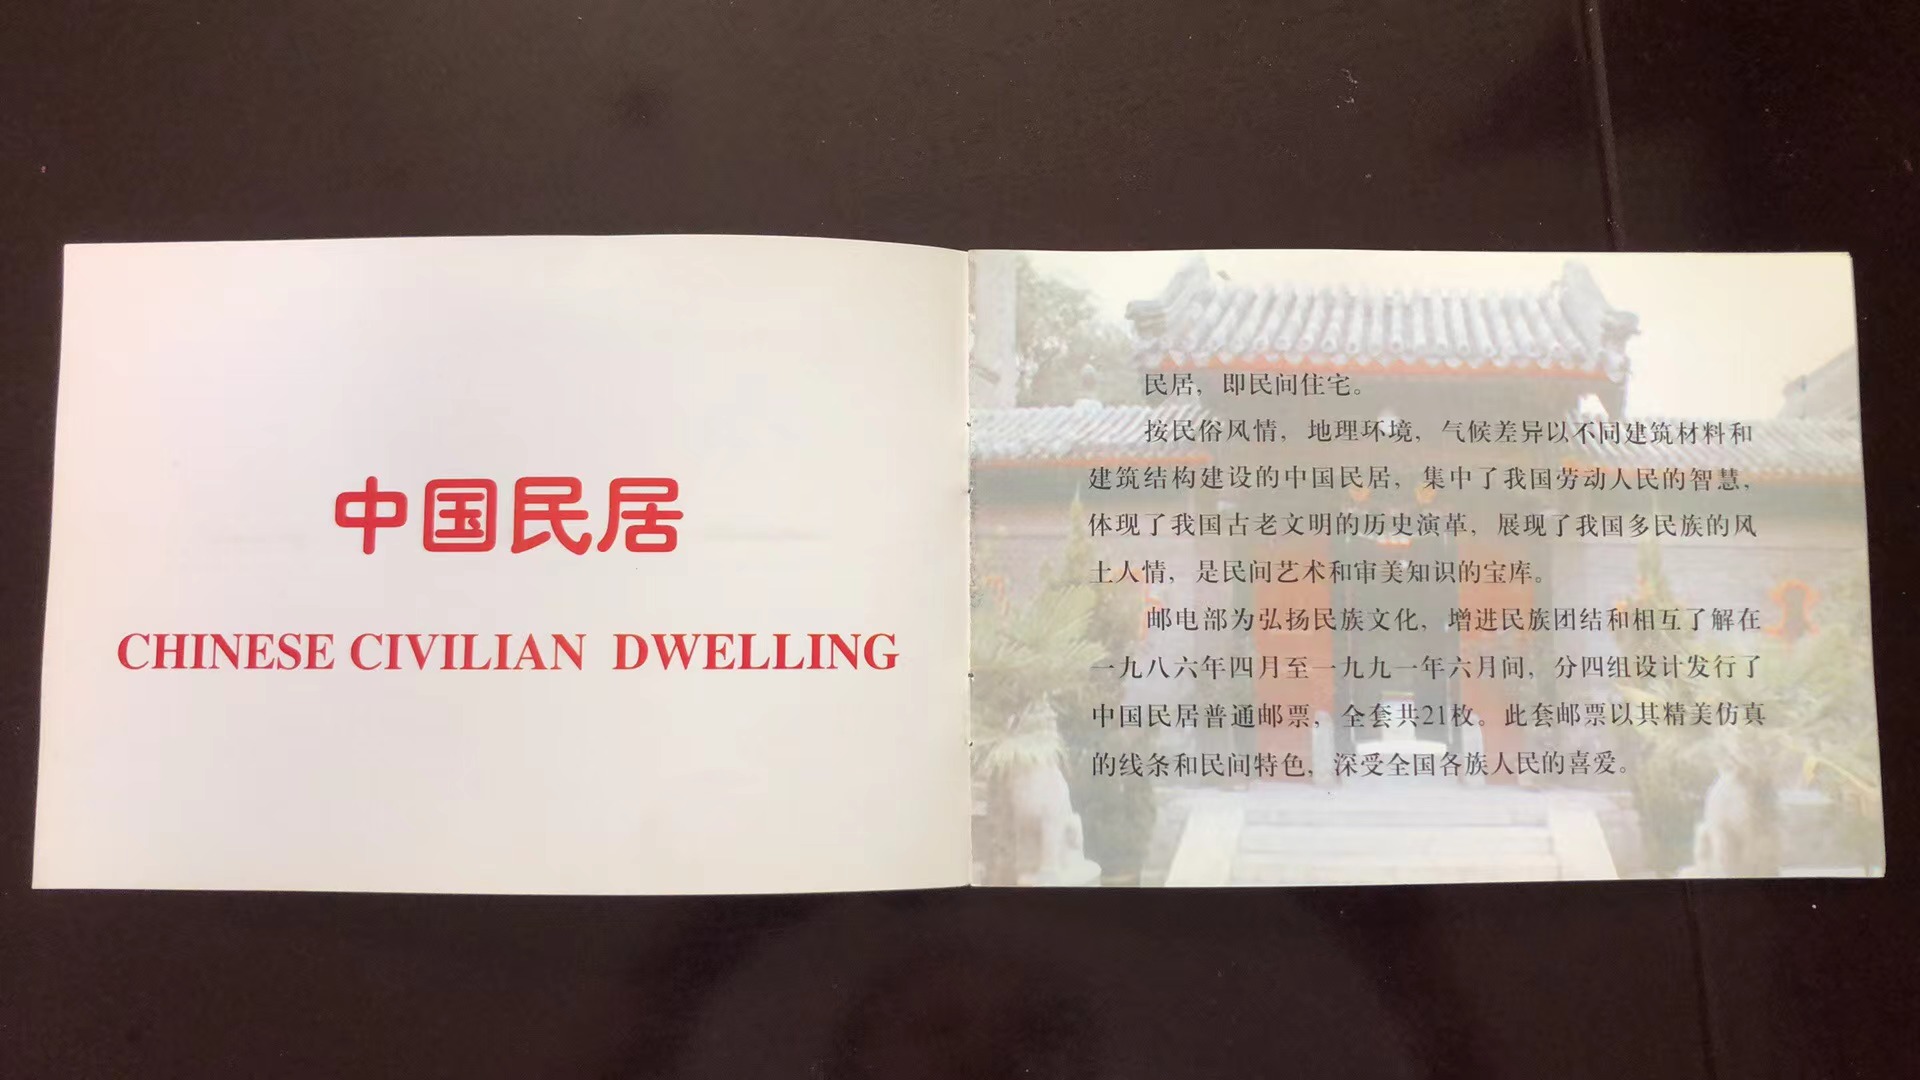 中国民居
CHINESE CIVILIAN DWELLING
民居，即民间住宅。
按民俗风情，地理环境，气候差异以不同建筑材料和
建筑结构建设的中国民居，集中了我国劳动人民的智慧，
体现了我国古老文明的历史演革，展现了我国多民族的风
土人情，是民间艺术和审美知识的宝库。
邮电部为弘扬民族文化，增进民族团结和相互了解在
一九八六年四月至一九九一年六月间，分四组设计发行了
中国民居普通邮票，全套共21枚。此套邮票以其精美仿真
的线条和民间特色，深受全国各族人民的喜爱。